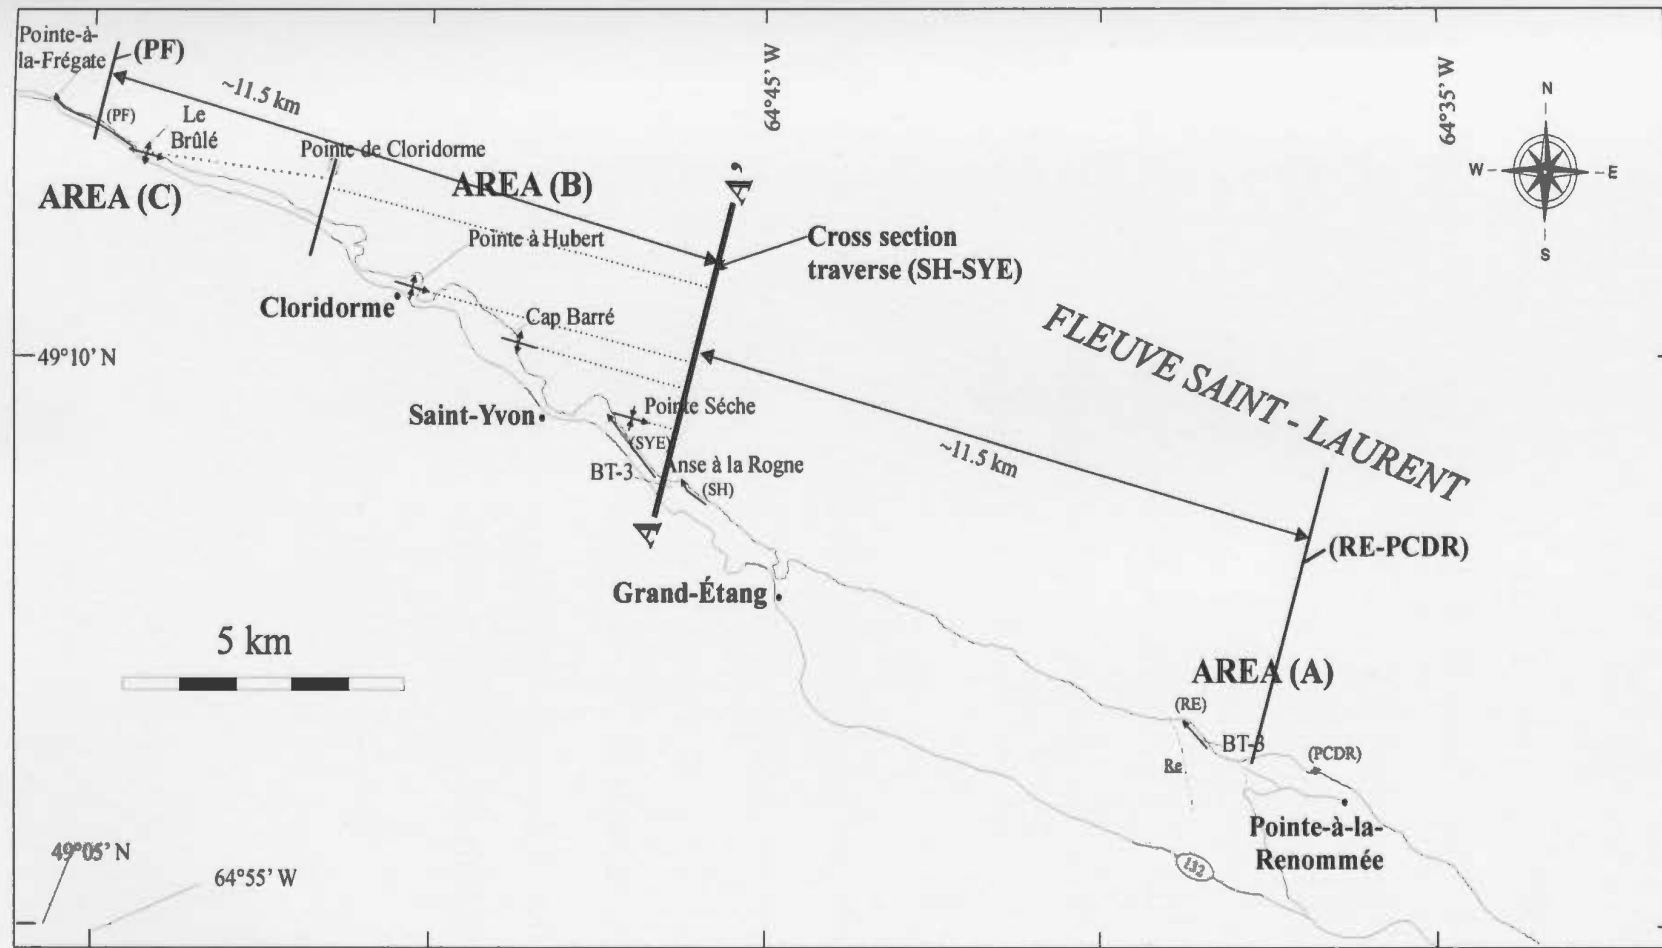 Pointe-à-
la-Frégate
(PF)
~11.5 km
64°45' W
64°35' W
N
W
E
S
(PF)
Le
Brûlé
Pointe de Cloridorme
AREA (C)
AREA (B)
A'
Pointe à Hubert
Cross section
traverse (SH-SYE)
Cloridorme
Cap Barré
FLEUVE SAINT - LAURENT
49°10' N
Saint-Yvon
Pointe Séche
(SYE)
~11.5 km
BT-3
Anse à la Rogne
(SH)
A
(RE-PCDR)
Grand-Étang
5 km
AREA (A)
(RE)
BT-3
(PCDR)
Re
Pointe-à-la-
Renommée
49°05' N
64°55' W
132